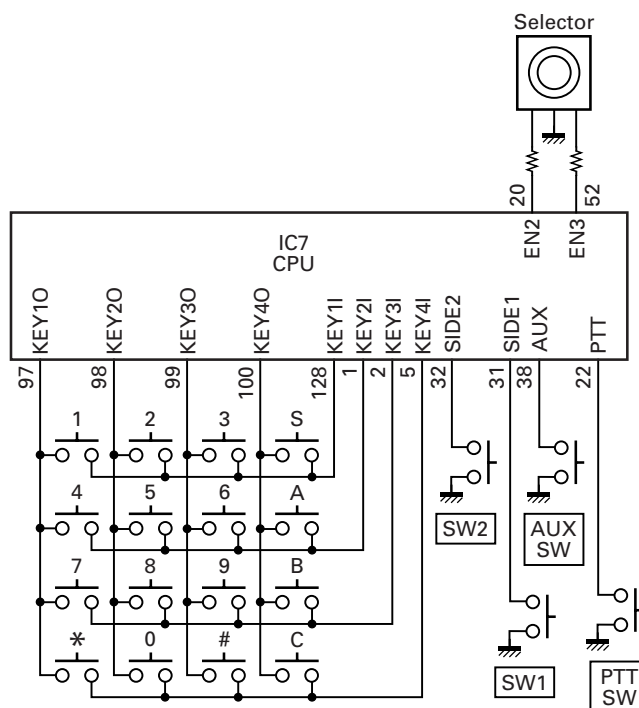 Selector
20
52
IC7
CPU
EN2
EN3
KEY1O
KEY2O
KEY3O
KEY4O
KEY1I
KEY2I
KEY3I
KEY4I
SIDE2
SIDE1
AUX
PTT
97
98
99
100
128
1
2
5
32
31
38
22
1 2 3 S
4 5 6 A
7 8 9 B
* 0 # C
SW2
AUX
SW
SW1
PTT
SW